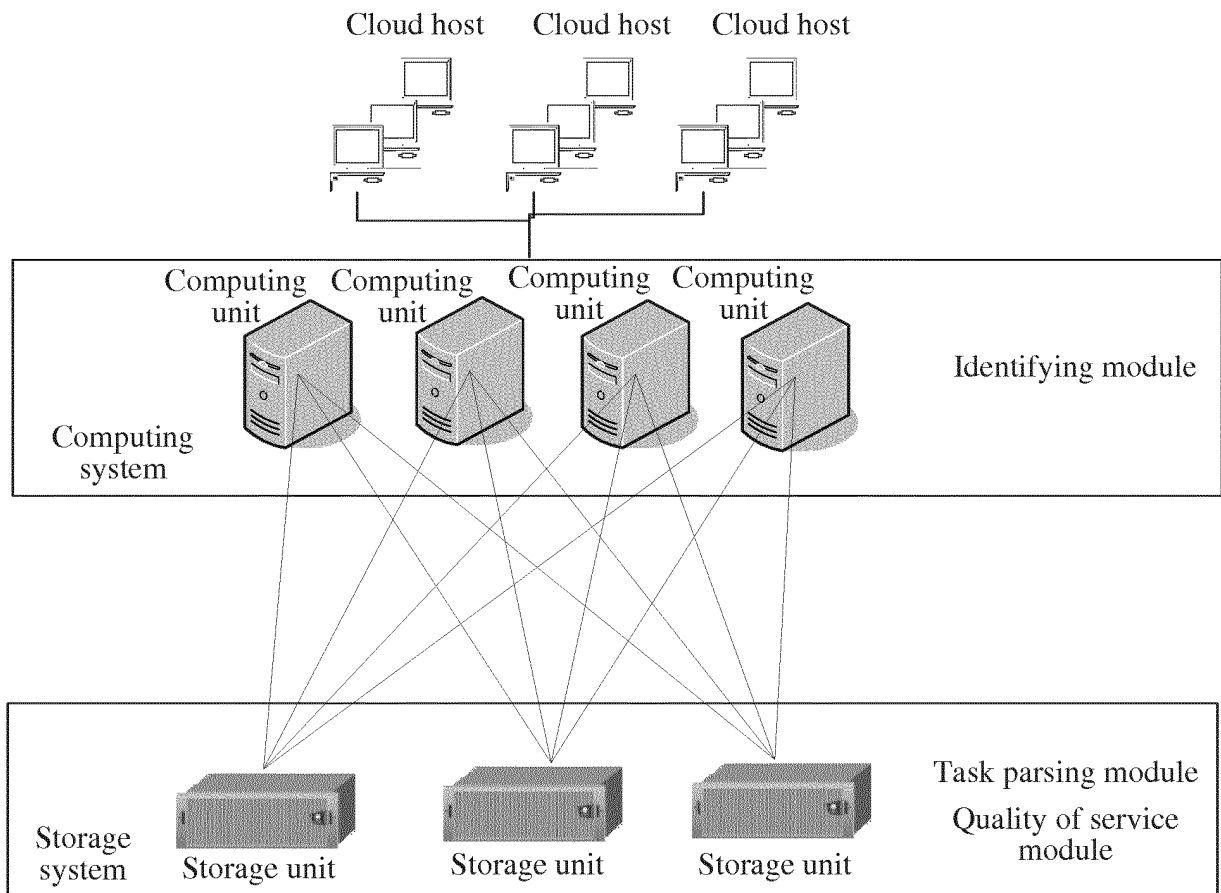 Cloud host Cloud host Cloud host
Computing unit
Computing unit
Computing unit
Computing unit
Identifying module
Computing
system
Task parsing module
Quality of service
module
Storage
system
Storage unit
Storage unit
Storage unit